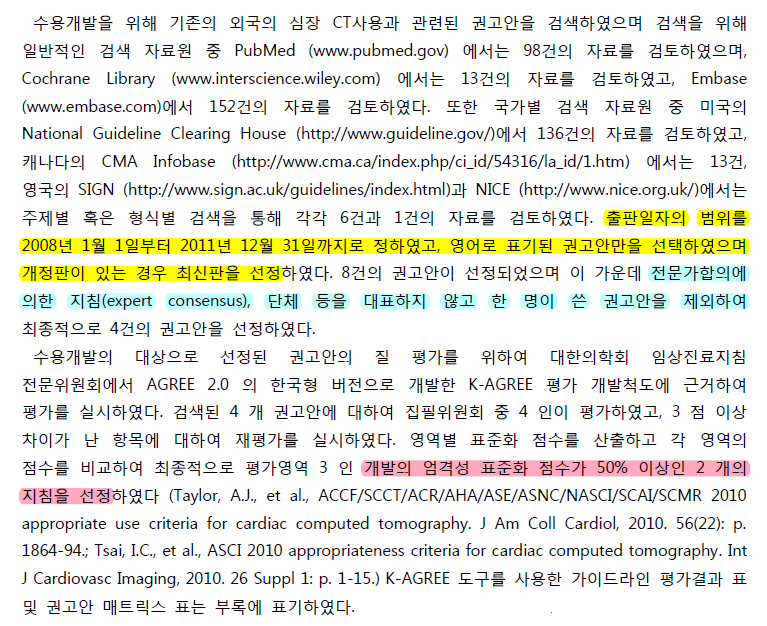 수용개발을 위해 기존의 외국의 심장 CT사용과 관련된 권고안을 검색하였으며 검색을 위해
일반적인 검색 자료원 중 PubMed (www.pubmed.gov) 에서는 98건의 자료를 검토하였으며,
Cochrane Library (www.interscience.wiley.com) 에서는 13건의 자료를 검토하였고, Embase
(www.embase.com)에서 152건의 자료를 검토하였다. 또한 국가별 검색 자료원 중 미국의
National Guideline Clearing House (http://www.guideline.gov/)에서 136건의 자료를 검토하였고,
캐나다의 CMA Infobase (http://www.cma.ca/index.php/ci_id/54316/la_id/1.htm) 에서는 13건,
영국의 SIGN (http://www.sign.ac.uk/guidelines/index.html)과 NICE (http://www.nice.org.uk/)에서는
주제별 혹은 형식별 검색을 통해 각각 6건과 1건의 자료를 검토하였다. 출판일자의 범위를
2008년 1월 1일부터 2011년 12월 31일까지로 정하였고, 영어로 표기된 권고안만을 선택하였으며
개정판이 있는 경우 최신판을 선정하였다. 8건의 권고안이 선정되었으며 이 가운데 전문가합의에
의한 지침(expert consensus), 단체 등을 대표하지 않고 한 명이 쓴 권고안을 제외하여
최종적으로 4건의 권고안을 선정하였다.
수용개발의 대상으로 선정된 권고안의 질 평가를 위하여 대한의학회 임상진료지침
전문위원회에서 AGREE 2.0 의 한국형 버전으로 개발한 K-AGREE 평가 개발척도에 근거하여
평가를 실시하였다. 검색된 4 개 권고안에 대하여 집필위원회 중 4 인이 평가하였고, 3 점 이상
차이가 난 항목에 대하여 재평가를 실시하였다. 영역별 표준화 점수를 산출하고 각 영역의
점수를 비교하여 최종적으로 평가영역 3 인 개발의 엄격성 표준화 점수가 50% 이상인 2 개의
지침을 선정하였다 (Taylor, A.J., et al., ACCF/SCCT/ACR/AHA/ASE/ASNC/NASCI/SCAI/SCMR 2010
appropriate use criteria for cardiac computed tomography. J Am Coll Cardiol, 2010. 56(22): p.
1864-94.; Tsai, I.C., et al., ASCI 2010 appropriateness criteria for cardiac computed tomography. Int
J Cardiovasc Imaging, 2010. 26 Suppl 1: p. 1-15.) K-AGREE 도구를 사용한 가이드라인 평가결과 표
및 권고안 매트릭스 표는 부록에 표기하였다.